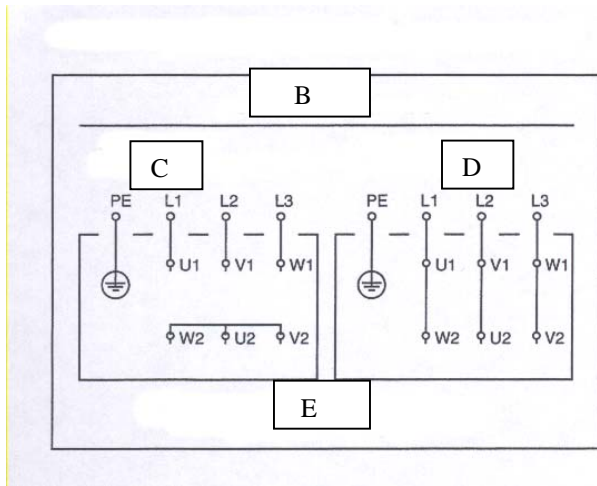 B
C D
PE L1 L2 L3 PE L1 L2 L3
U1 V1 W1 U1 V1 W1
W2 U2 V2 W2 U2 V2
E